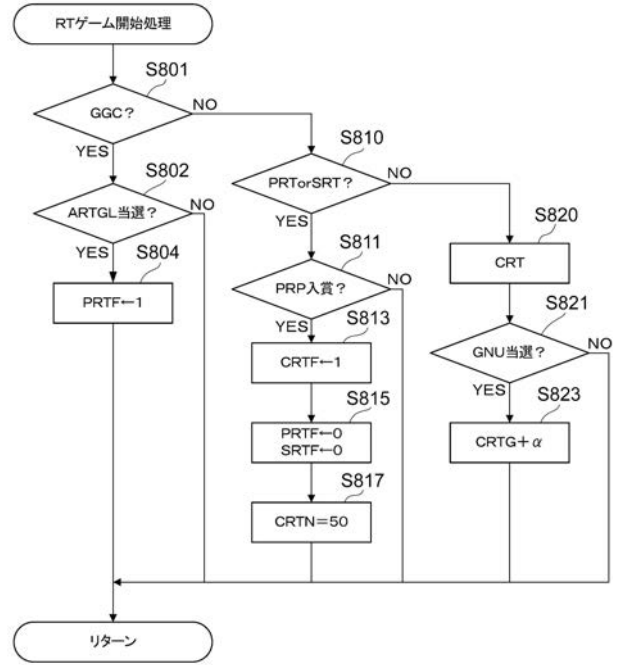 RTゲーム開始処理
S801
GGC?
NO
YES
S802
ARTGL当選?
NO
YES
S804
PRTF←1
S810
PRTorSRT?
NO
YES
S811
PRP入賞?
NO
YES
S813
CRTF←1
S815
PRTF←0
SRTF←0
S817
CRTN=50
S820
CRT
S821
GNU当選?
NO
YES
S823
CRTG+α
リターン